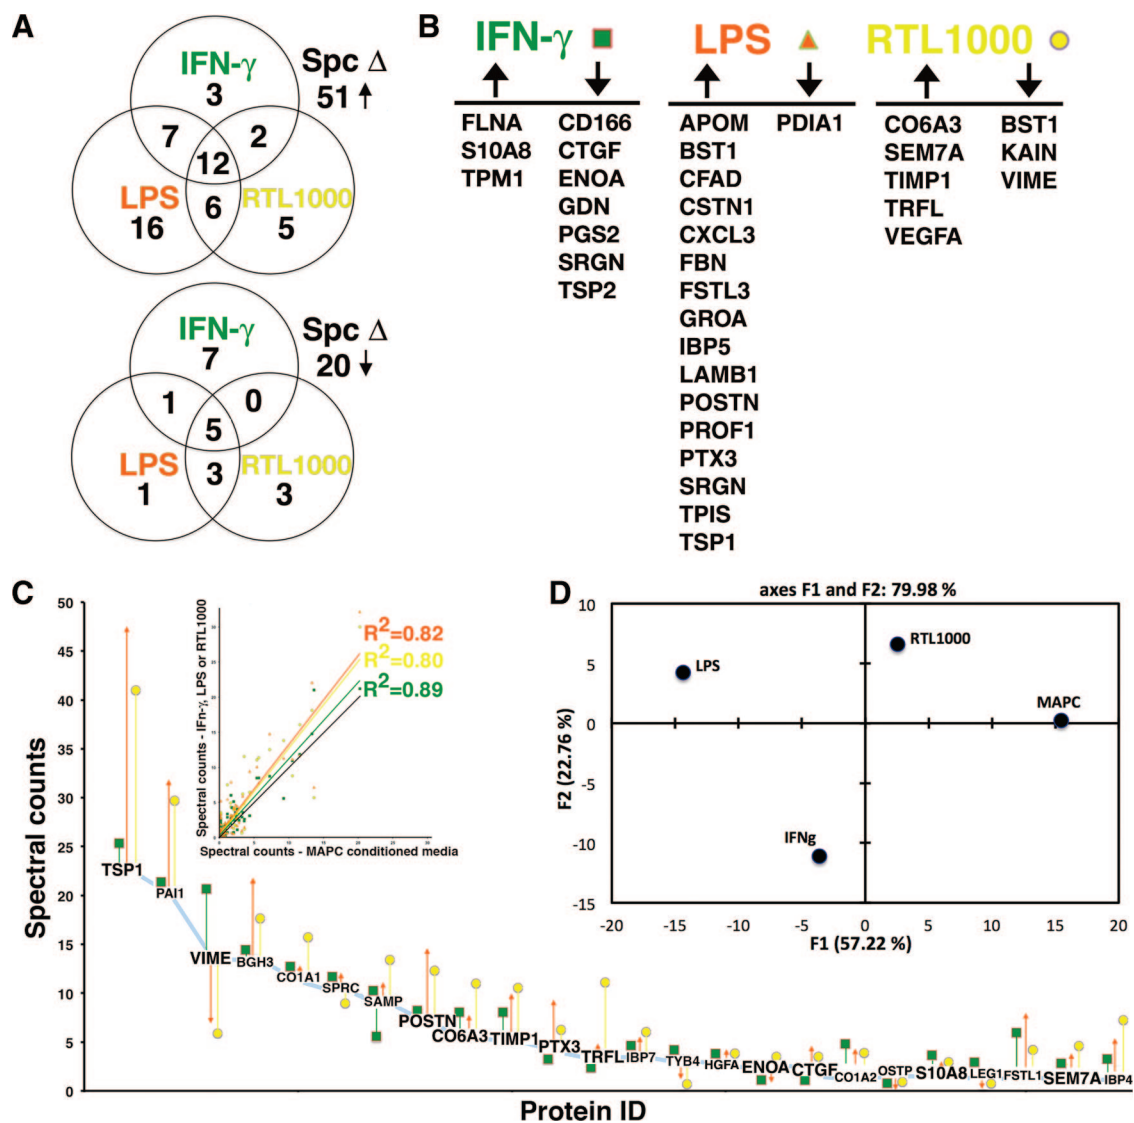 A
IFN-γ
3
Spc Δ
51 ↑
7
2
12
LPS
16
6
RTL1000
5
IFN-γ
7
Spc Δ
20 ↓
1
0
5
LPS
1
3
RTL1000
3
B
IFN-γ
LPS
RTL1000
FLNA
S10A8
TPM1
CD166
CTGF
ENOA
GDN
PGS2
SRGN
TSP2
APOM
BST1
CFAD
CSTN1
CXCL3
FBN
FSTL3
GROA
IBP5
LAMB1
POSTN
PROF1
PTX3
SRGN
TPIS
TSP1
PDIA1
CO6A3
SEM7A
TIMP1
TRFL
VEGFA
BST1
KAIN
VIME
C
Spectral counts
50
45
40
35
30
25
20
15
10
5
0
TSP1
PAI1
VIME
BGH3
CO1A1
SPRC
SAMP
POSTN
CO6A3
TIMP1
PTX3
TRFL
IBP7
TYB4
HGFA
ENOA
CTGF
CO1A2
OSTP
S10A8
LEG1
FSTL1
SEM7A
IBP4
Protein ID
Spectral counts - IFn-γ, LPS or RTL1000
R2=0.82
R2=0.80
R2=0.89
Spectral counts - MAPC conditioned media
D
axes F1 and F2: 79.98 %
F2 (22.76 %)
10
5
0
-5
-10
-15
LPS
RTL1000
MAPC
IFNg
-20 -15 -10 -5 0 5 10 15 20
F1 (57.22 %)